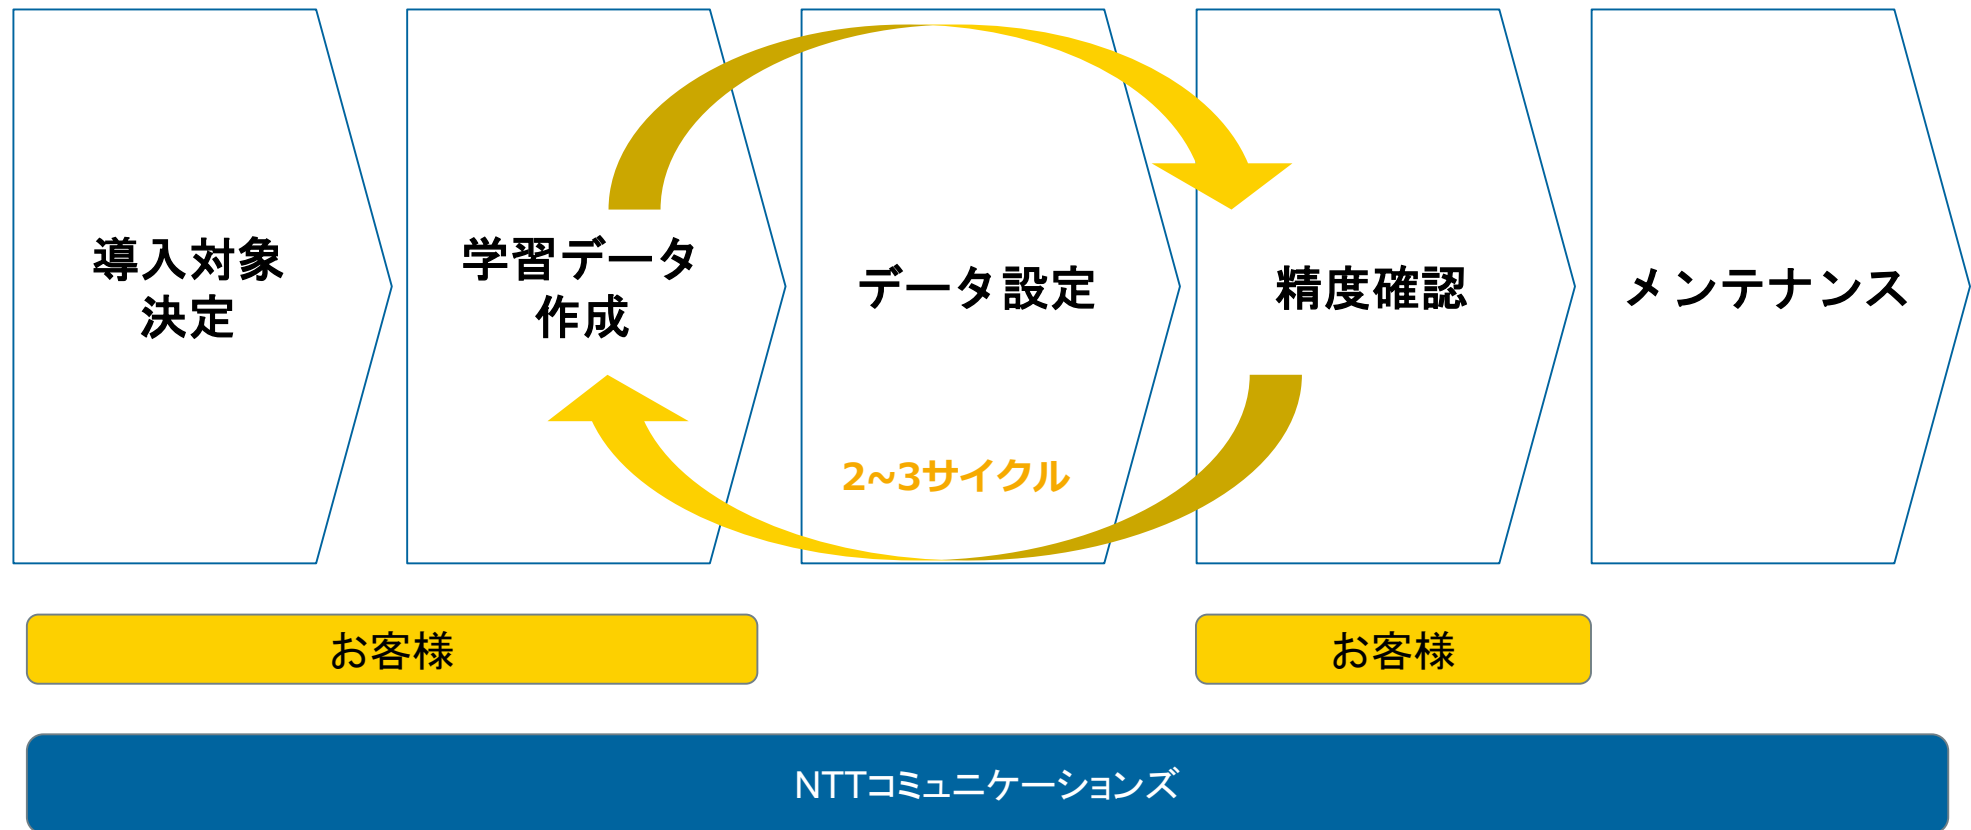 導入対象
決定
学習データ
作成
データ設定
精度確認
メンテナンス
2~3サイクル
お客様
お客様
NTTコミュニケーションズ